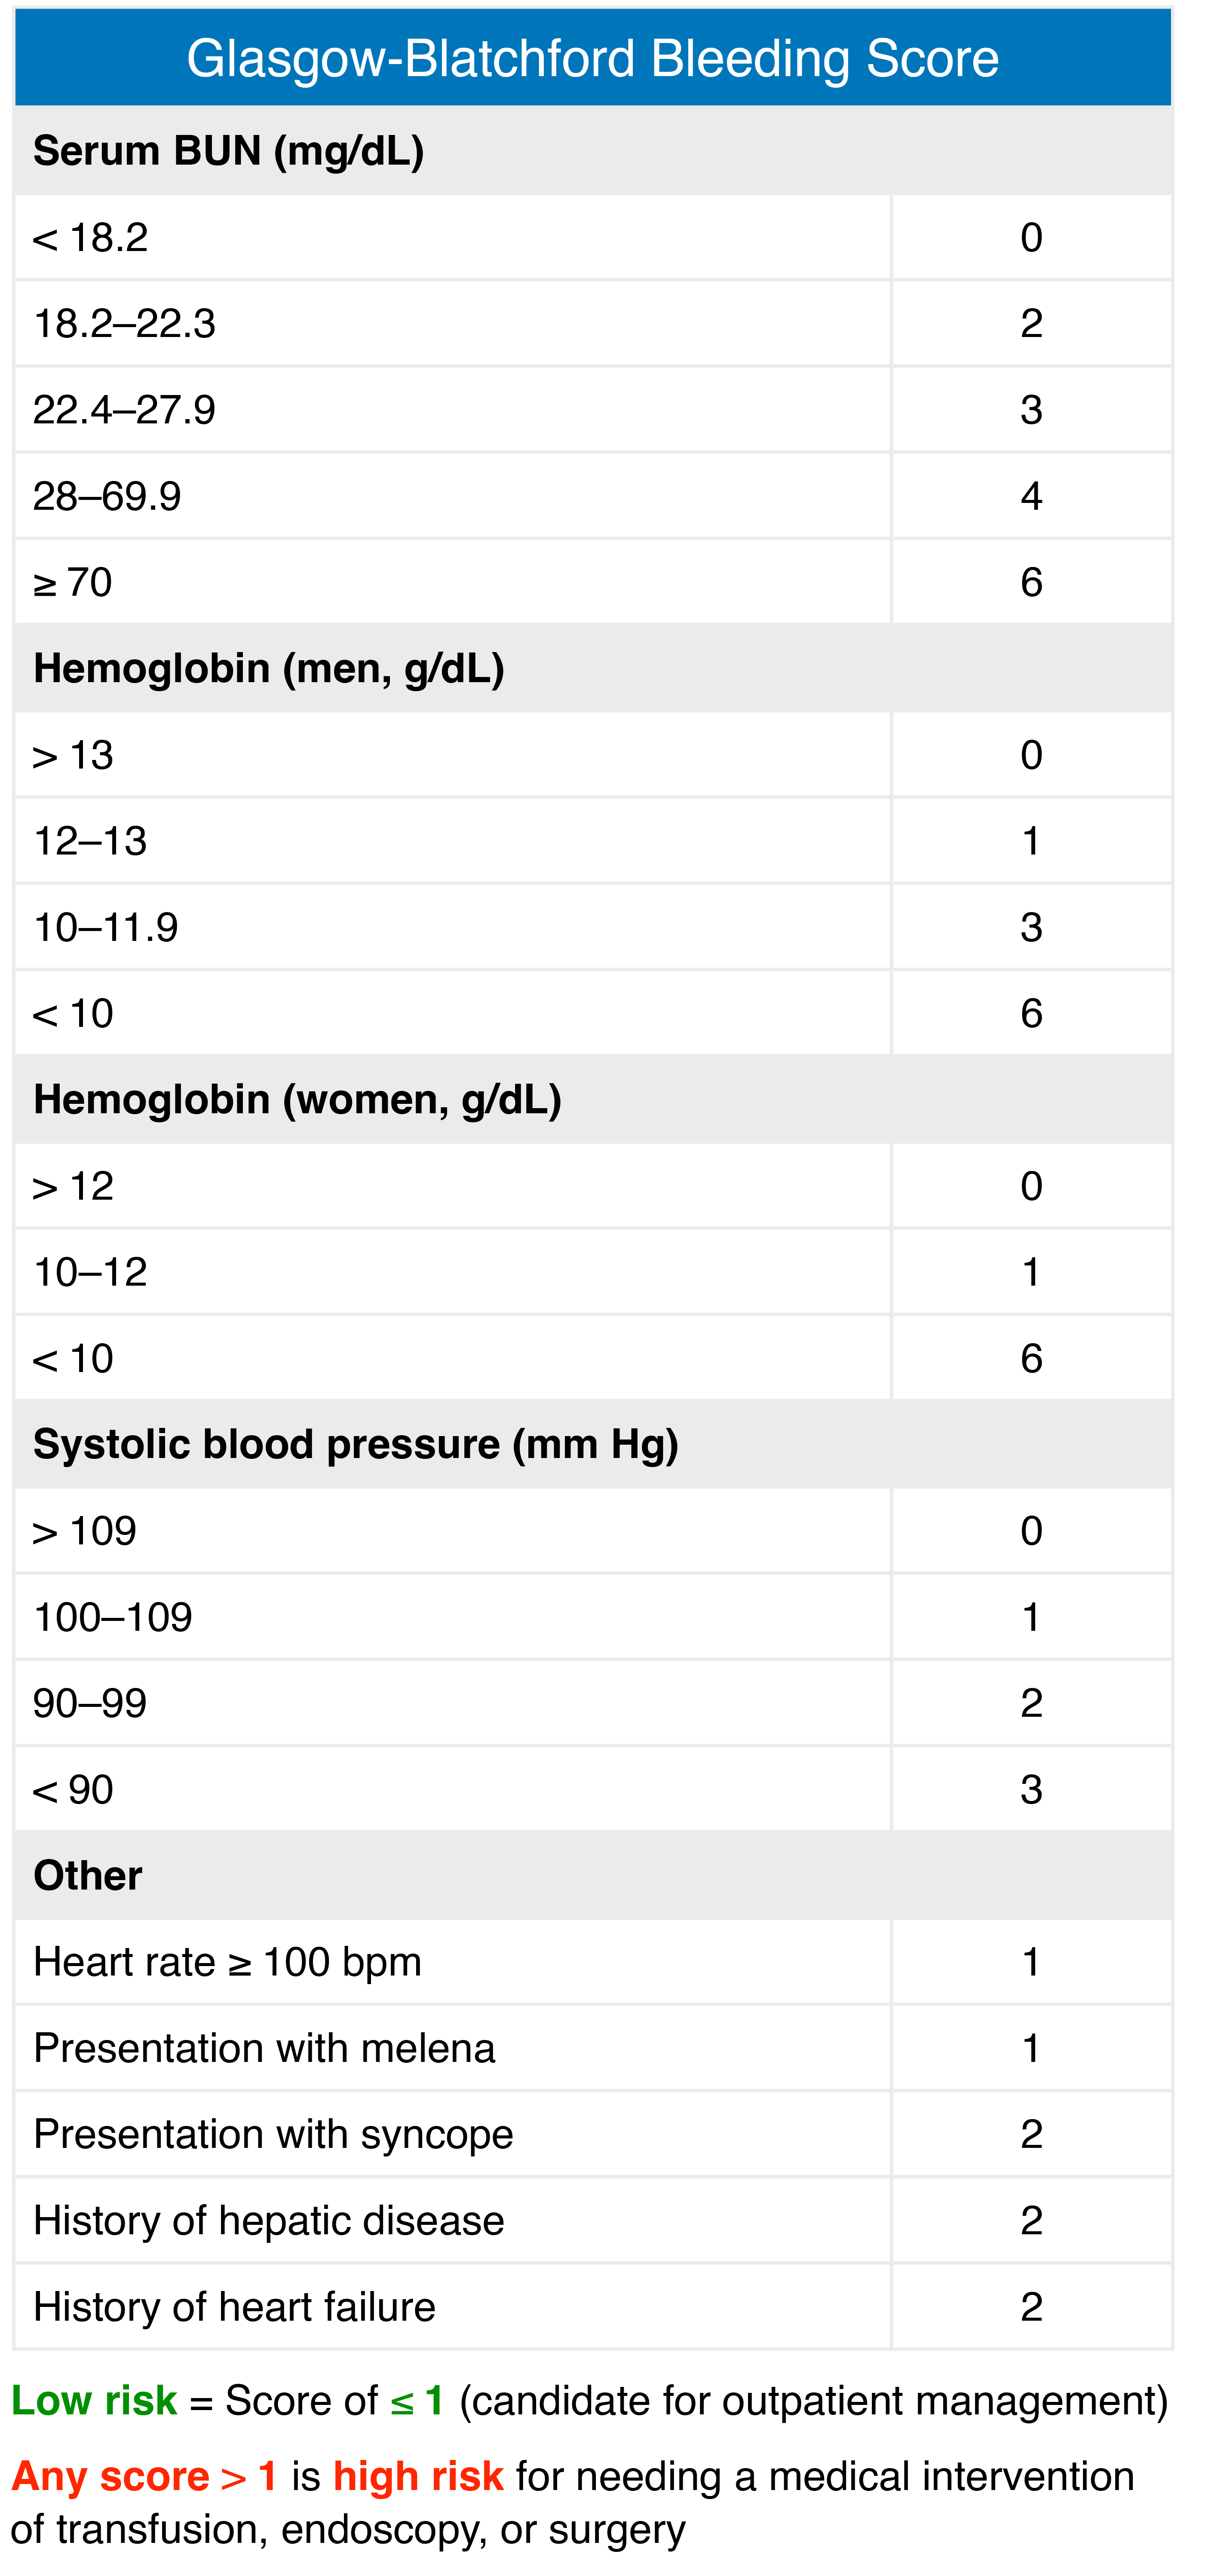 Glasgow-Blatchford Bleeding Score
Serum BUN (mg/dL)
< 18.2 0
18.2–22.3 2
22.4–27.9 3
28–69.9 4
≥ 70 6
Hemoglobin (men, g/dL)
> 13 0
12–13 1
10–11.9 3
< 10 6
Hemoglobin (women, g/dL)
> 12 0
10–12 1
< 10 6
Systolic blood pressure (mm Hg)
> 109 0
100–109 1
90–99 2
< 90 3
Other
Heart rate ≥ 100 bpm 1
Presentation with melena 1
Presentation with syncope 2
History of hepatic disease 2
History of heart failure 2
Low risk = Score of ≤ 1 (candidate for outpatient management)
Any score > 1 is high risk for needing a medical intervention
of transfusion, endoscopy, or surgery